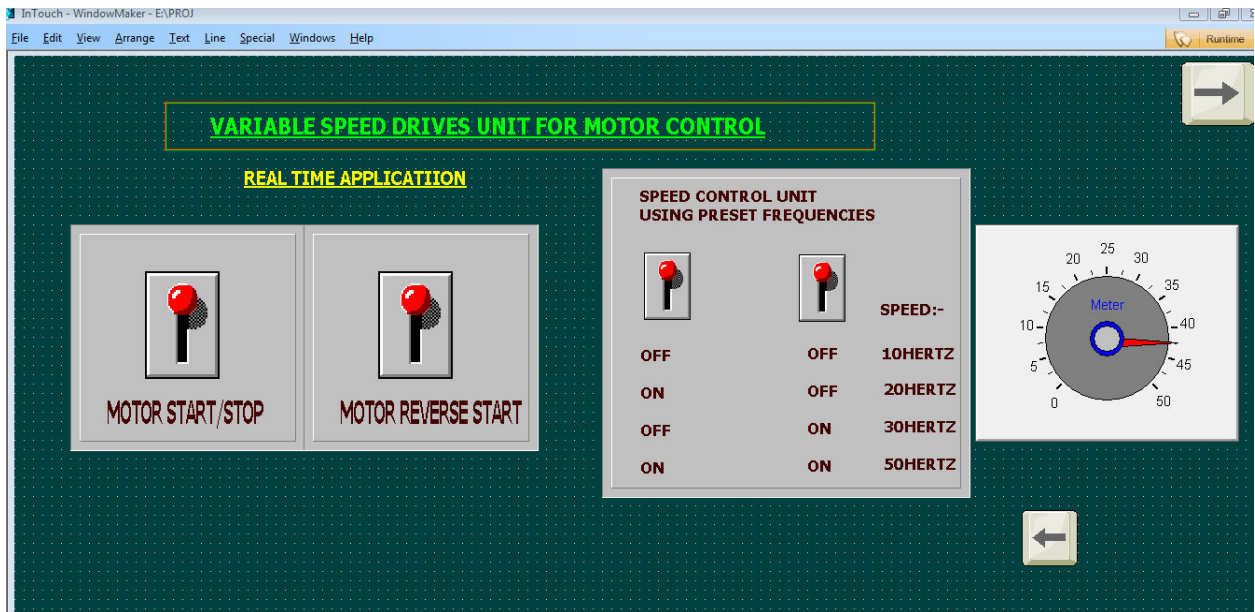 InTouch - WindowMaker - E:\PROJ
File Edit View Arrange Text Line Special Windows Help
Runtime
VARIABLE SPEED DRIVES UNIT FOR MOTOR CONTROL
REAL TIME APPLICATIION
MOTOR START/STOP
MOTOR REVERSE START
SPEED CONTROL UNIT
USING PRESET FREQUENCIES
SPEED:-
OFF OFF 10HERTZ
ON OFF 20HERTZ
OFF ON 30HERTZ
ON ON 50HERTZ
Meter
0
5
10
15
20
25
30
35
40
45
50